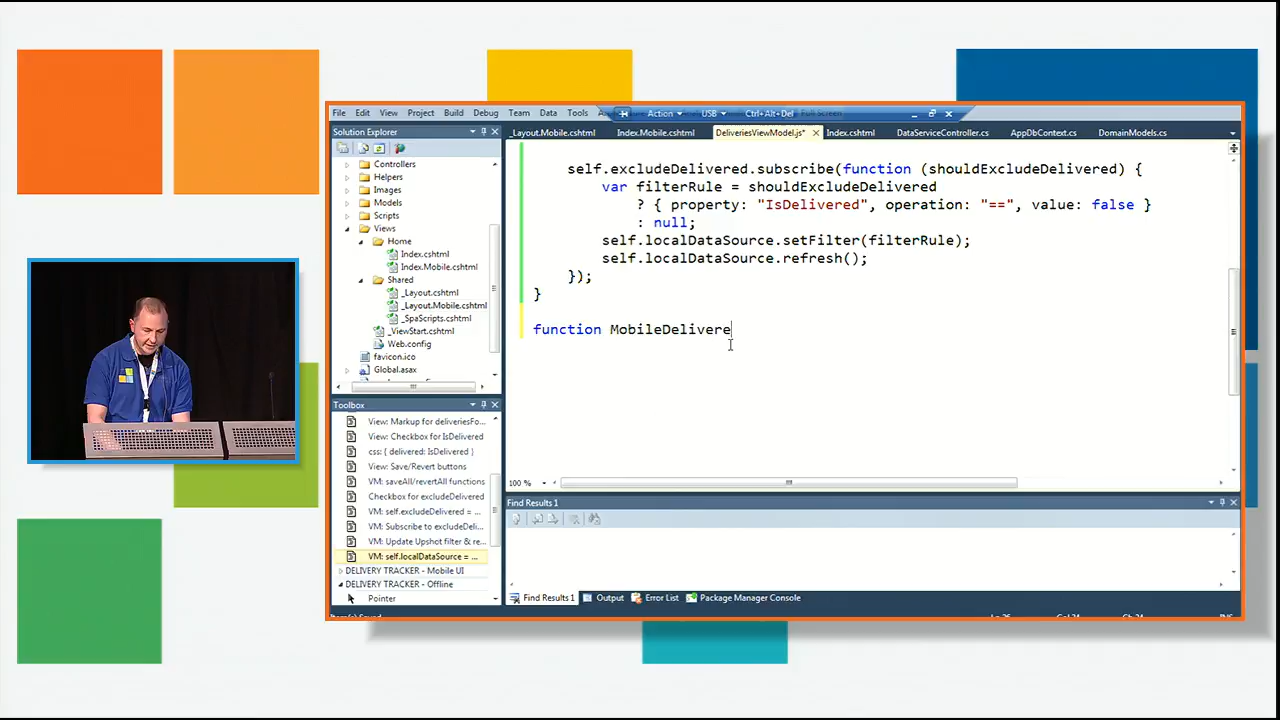 File Edit View Project Build Debug Team Data Tools
Action USB Ctrl+Alt+Del Full Screen
Solution Explorer
_Layout.Mobile.cshtml Index.Mobile.cshtml DeliveriesViewModel.js* Index.cshtml DataServiceController.cs AppDbContext.cs DomainModels.cs
Controllers
Helpers
Images
Models
Scripts
Views
Home
Index.cshtml
Index.Mobile.cshtml
Shared
_Layout.cshtml
_Layout.Mobile.cshtml
_SpaScripts.cshtml
_ViewStart.cshtml
Web.config
favicon.ico
Global.asax
self.excludeDelivered.subscribe(function (shouldExcludeDelivered) {
var filterRule = shouldExcludeDelivered
? { property: "IsDelivered", operation: "==", value: false }
: null;
self.localDataSource.setFilter(filterRule);
self.localDataSource.refresh();
});
}
function MobileDelivere
100 %
Toolbox
View: Markup for deliveriesFo...
View: Checkbox for IsDelivered
css: { delivered: IsDelivered }
View: Save/Revert buttons
VM: saveAll/revertAll functions
Checkbox for excludeDelivered
VM: self.excludeDelivered = ...
VM: Subscribe to excludeDeli...
VM: Update Upshot filter & re...
VM: self.localDataSource = ...
DELIVERY TRACKER - Mobile UI
DELIVERY TRACKER - Offline
Pointer
Find Results 1
Find Results 1 Output Error List Package Manager Console